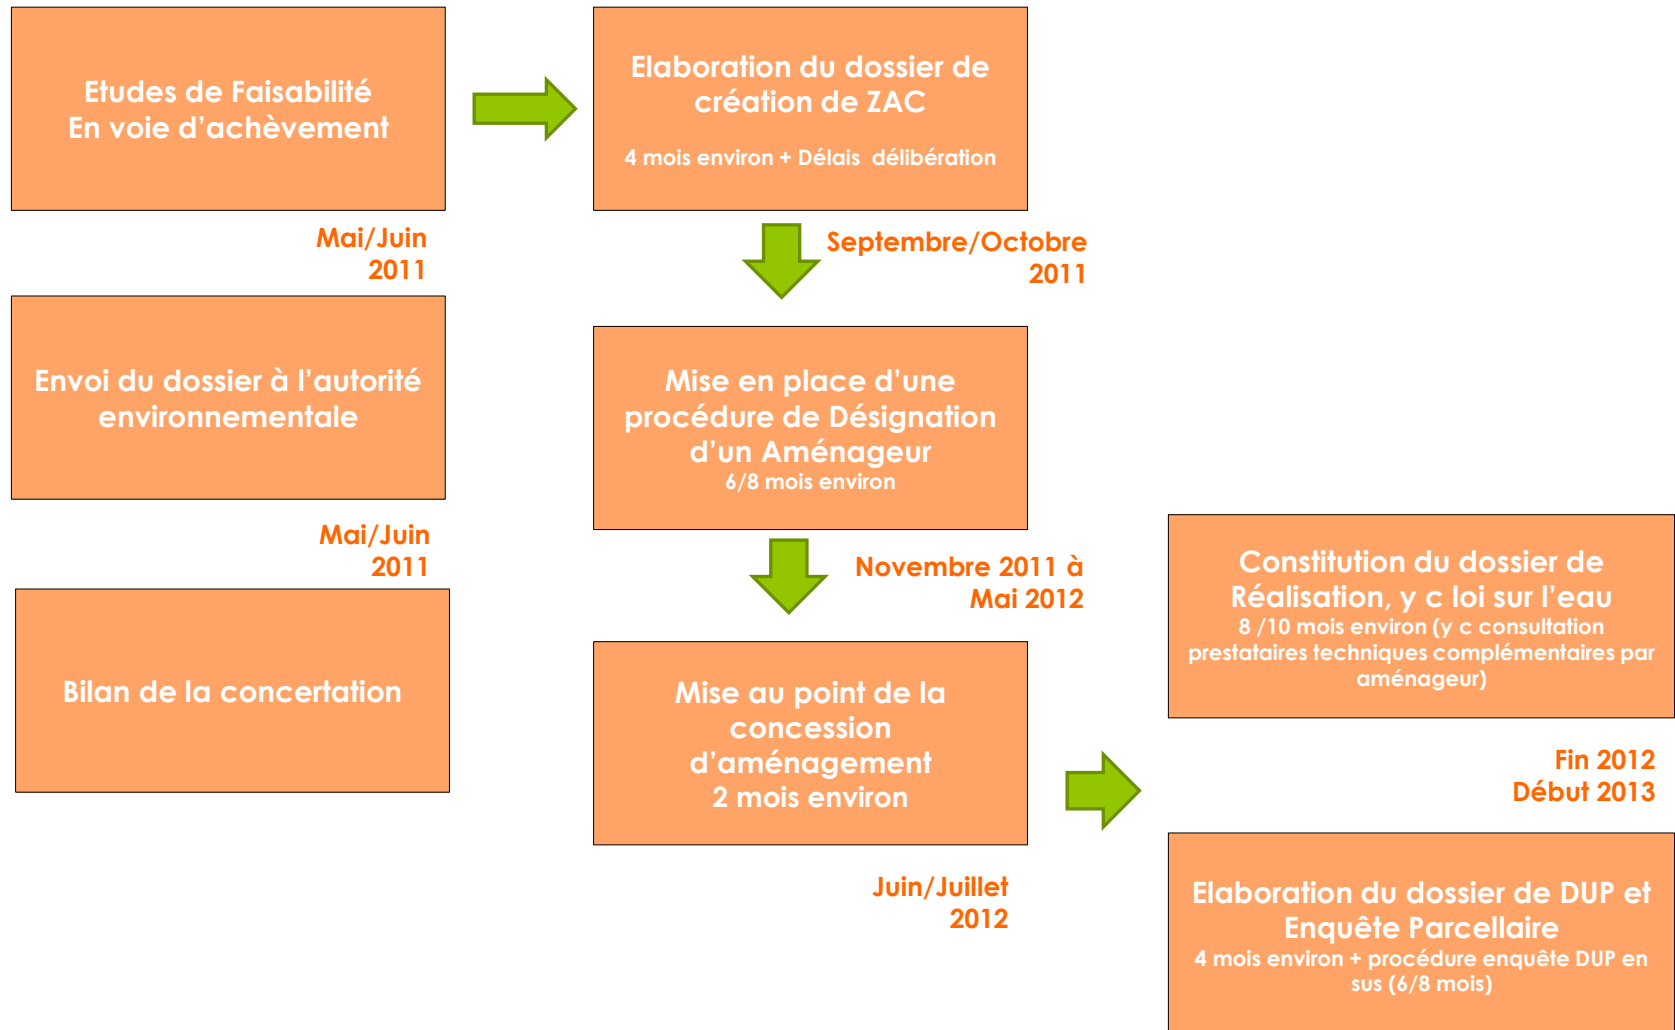 Etudes de Faisabilité
En voie d’achèvement
Mai/Juin
2011
Envoi du dossier à l’autorité
environnementale
Mai/Juin
2011
Bilan de la concertation
Elaboration du dossier de
création de ZAC
4 mois environ + Délais délibération
Septembre/Octobre
2011
Mise en place d’une
procédure de Désignation
d’un Aménageur
6/8 mois environ
Novembre 2011 à
Mai 2012
Mise au point de la
concession
d’aménagement
2 mois environ
Juin/Juillet
2012
Constitution du dossier de
Réalisation, y c loi sur l’eau
8 /10 mois environ (y c consultation
prestataires techniques complémentaires par
aménageur)
Fin 2012
Début 2013
Elaboration du dossier de DUP et
Enquête Parcellaire
4 mois environ + procédure enquête DUP en
sus (6/8 mois)